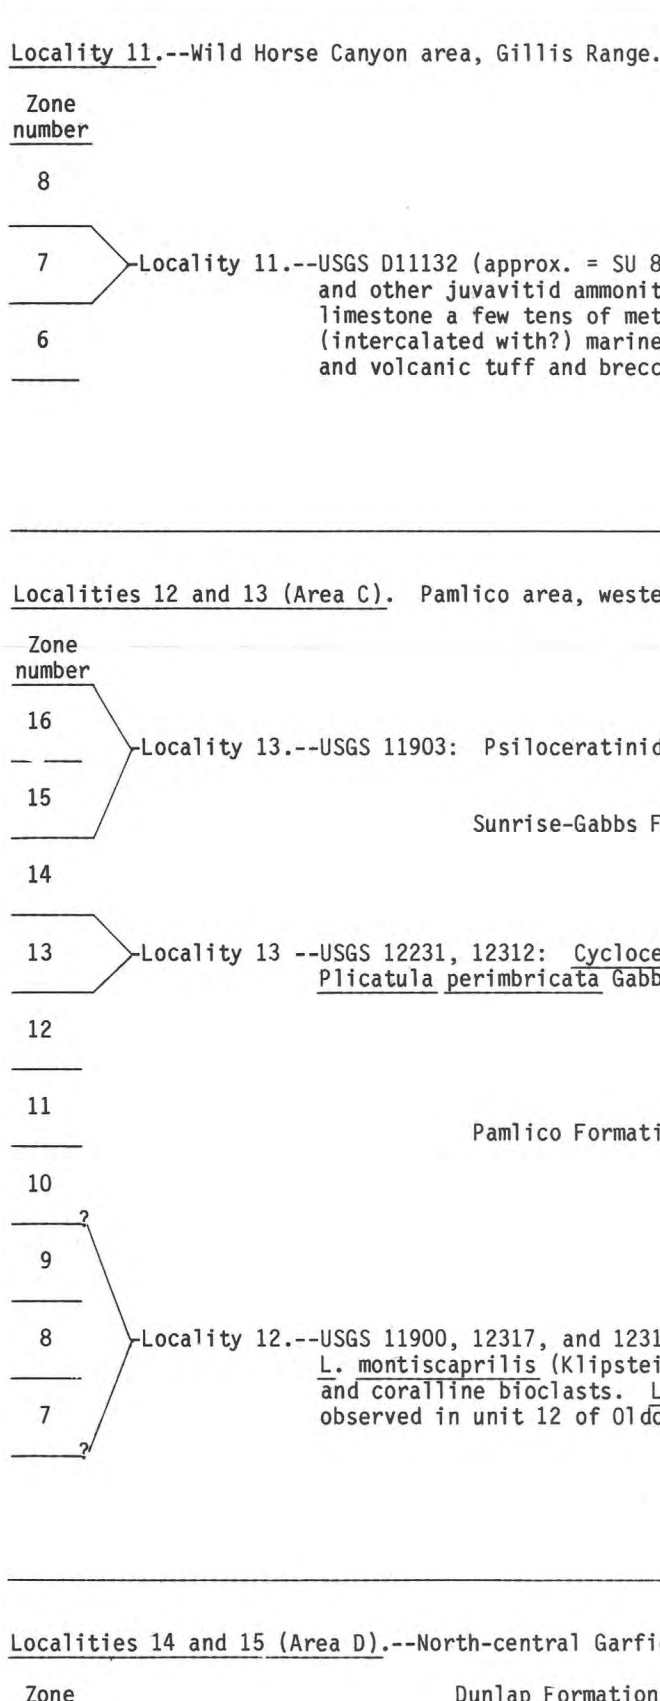 Locality 11.--Wild Horse Canyon area, Gillis Range.
Zone
number
8
7 Locality 11.--USGS D11132 (approx. = SU 8
and other juvavitid ammonit
limestone a few tens of met
6 (intercalated with?) marine
and volcanic tuff and brecc
Localities 12 and 13 (Area C). Pamlico area, weste
Zone
number
16
Locality 13.--USGS 11903: Psiloceratinid
15
Sunrise-Gabbs F
14
13 Locality 13 --USGS 12231, 12312: Cycloce
Plicatula perimbricata Gabb
12
11
Pamlico Formati
10
?
9
8 Locality 12.--USGS 11900, 12317, and 1231
L. montiscaprilis (Klipstei
and coralline bioclasts. L
7 observed in unit 12 of Oldo
?
Localities 14 and 15 (Area D).--North-central Garfi
Zone Dunlap Formation